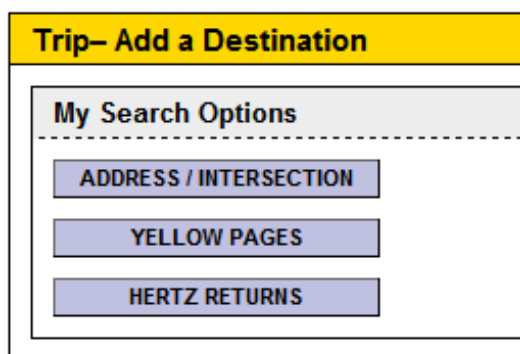 Trip– Add a Destination
My Search Options
ADDRESS / INTERSECTION
YELLOW PAGES
HERTZ RETURNS